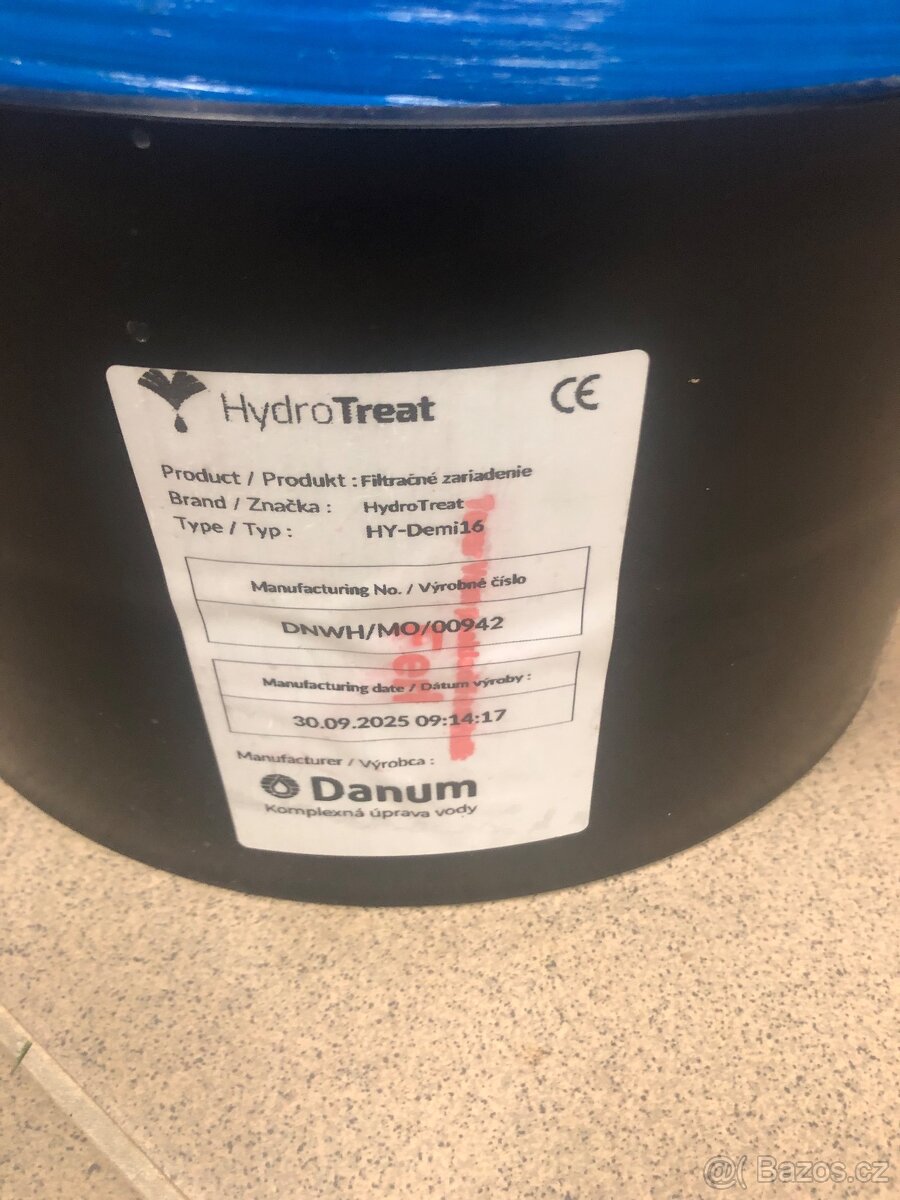 HydroTreat
CE
Product / Produkt : Filtračné zariadenie
Brand / Značka : HydroTreat
Type / Typ : HY-Demi16
Manufacturing No. / Výrobné číslo
DNWH/MO/00942
Manufacturing date / Dátum výroby :
30.09.2025 09:14:17
Manufacturer / Výrobca :
Danum
Komplexná úprava vody
Bazos.cz